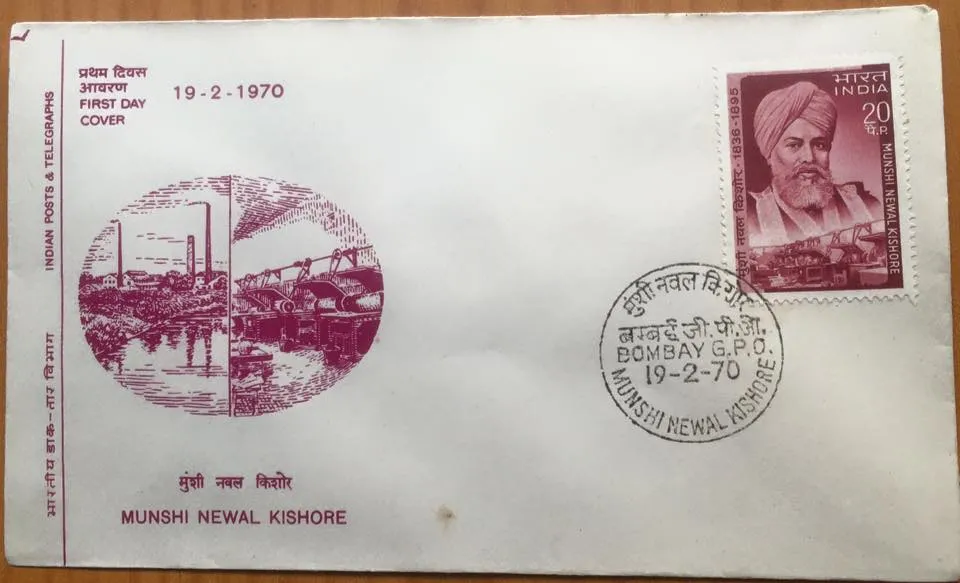 प्रथम दिवस
आवरण
FIRST DAY
COVER
19-2-1970
INDIAN POSTS & TELEGRAPHS
भारतीय डाक-तार विभाग
मुंशी नवल किशोर
MUNSHI NEWAL KISHORE
भारत
INDIA
20
पै.P.
मुंशी नवल किशोर - 1836-1895
MUNSHI NEWAL KISHORE
मुंशी नवल किशोर
बम्बई जी.पी.ओ.
BOMBAY G.P.O.
19-2-70
MUNSHI NEWAL KISHORE